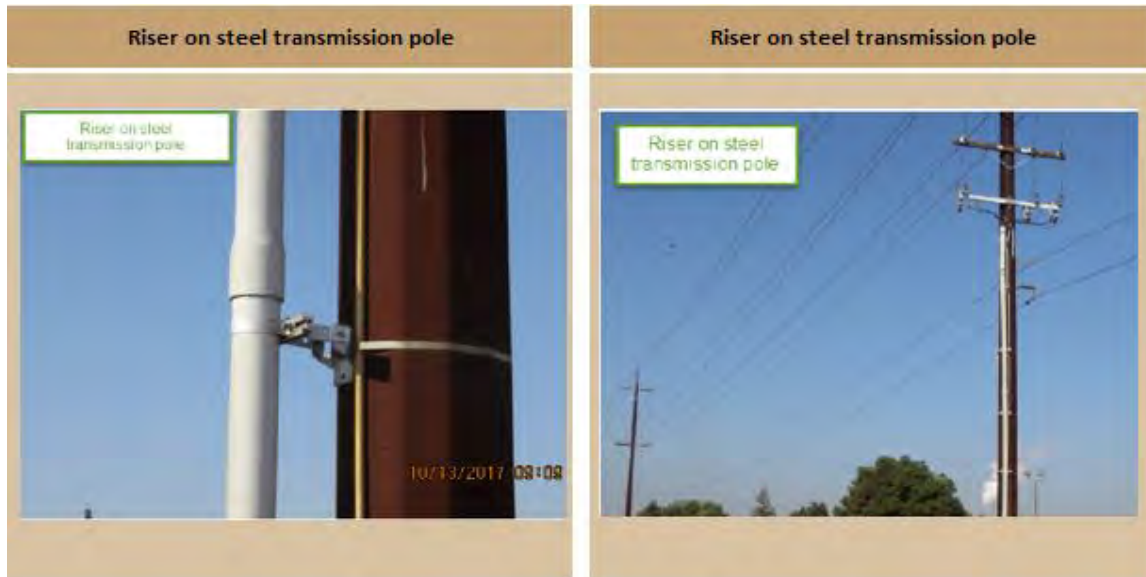 Riser on steel transmission pole
Riser on steel transmission pole
Riser on steel
transmission pole
10/13/2017 09:09
Riser on steel
transmission pole